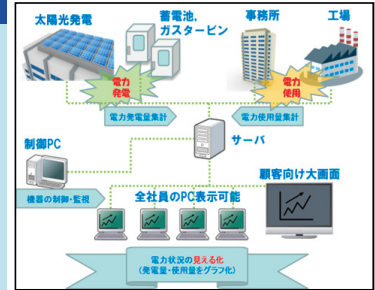 太陽光発電
蓄電池,
ガスタービン
事務所
工場
電力
発電
電力
使用
電力発電量集計
電力使用量集計
サーバ
制御PC
機器の制御・監視
全社員のPC表示可能
顧客向け大画面
電力状況の見える化
(発電量・使用量をグラフ化)